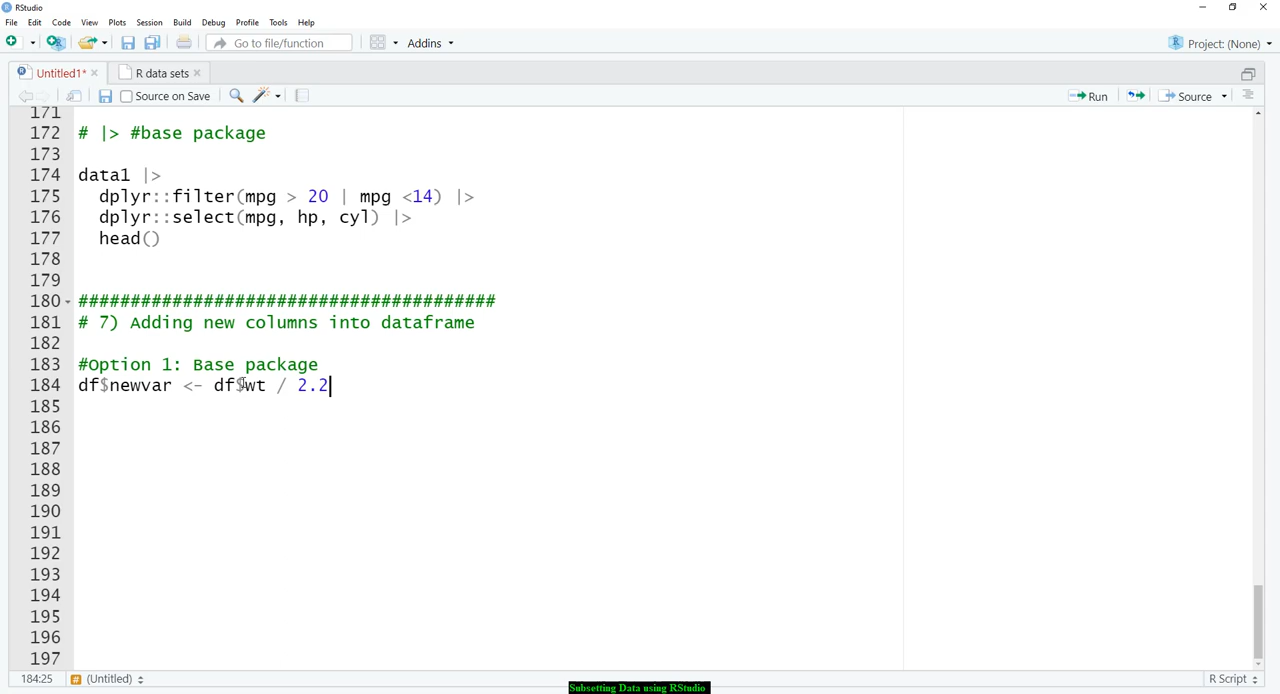 RStudio
File Edit Code View Plots Session Build Debug Profile Tools Help
Go to file/function Addins Project: (None)
Untitled1* R data sets
Source on Save Run Source
171
172 # |> #base package
173
174 data1 |>
175 dplyr::filter(mpg > 20 | mpg <14) |>
176 dplyr::select(mpg, hp, cyl) |>
177 head()
178
179
180 ########################################
181 # 7) Adding new columns into dataframe
182
183 #Option 1: Base package
184 df$newvar <- df$wt / 2.2
185
186
187
188
189
190
191
192
193
194
195
196
197
184:25 # (Untitled) R Script
Subsetting Data using RStudio